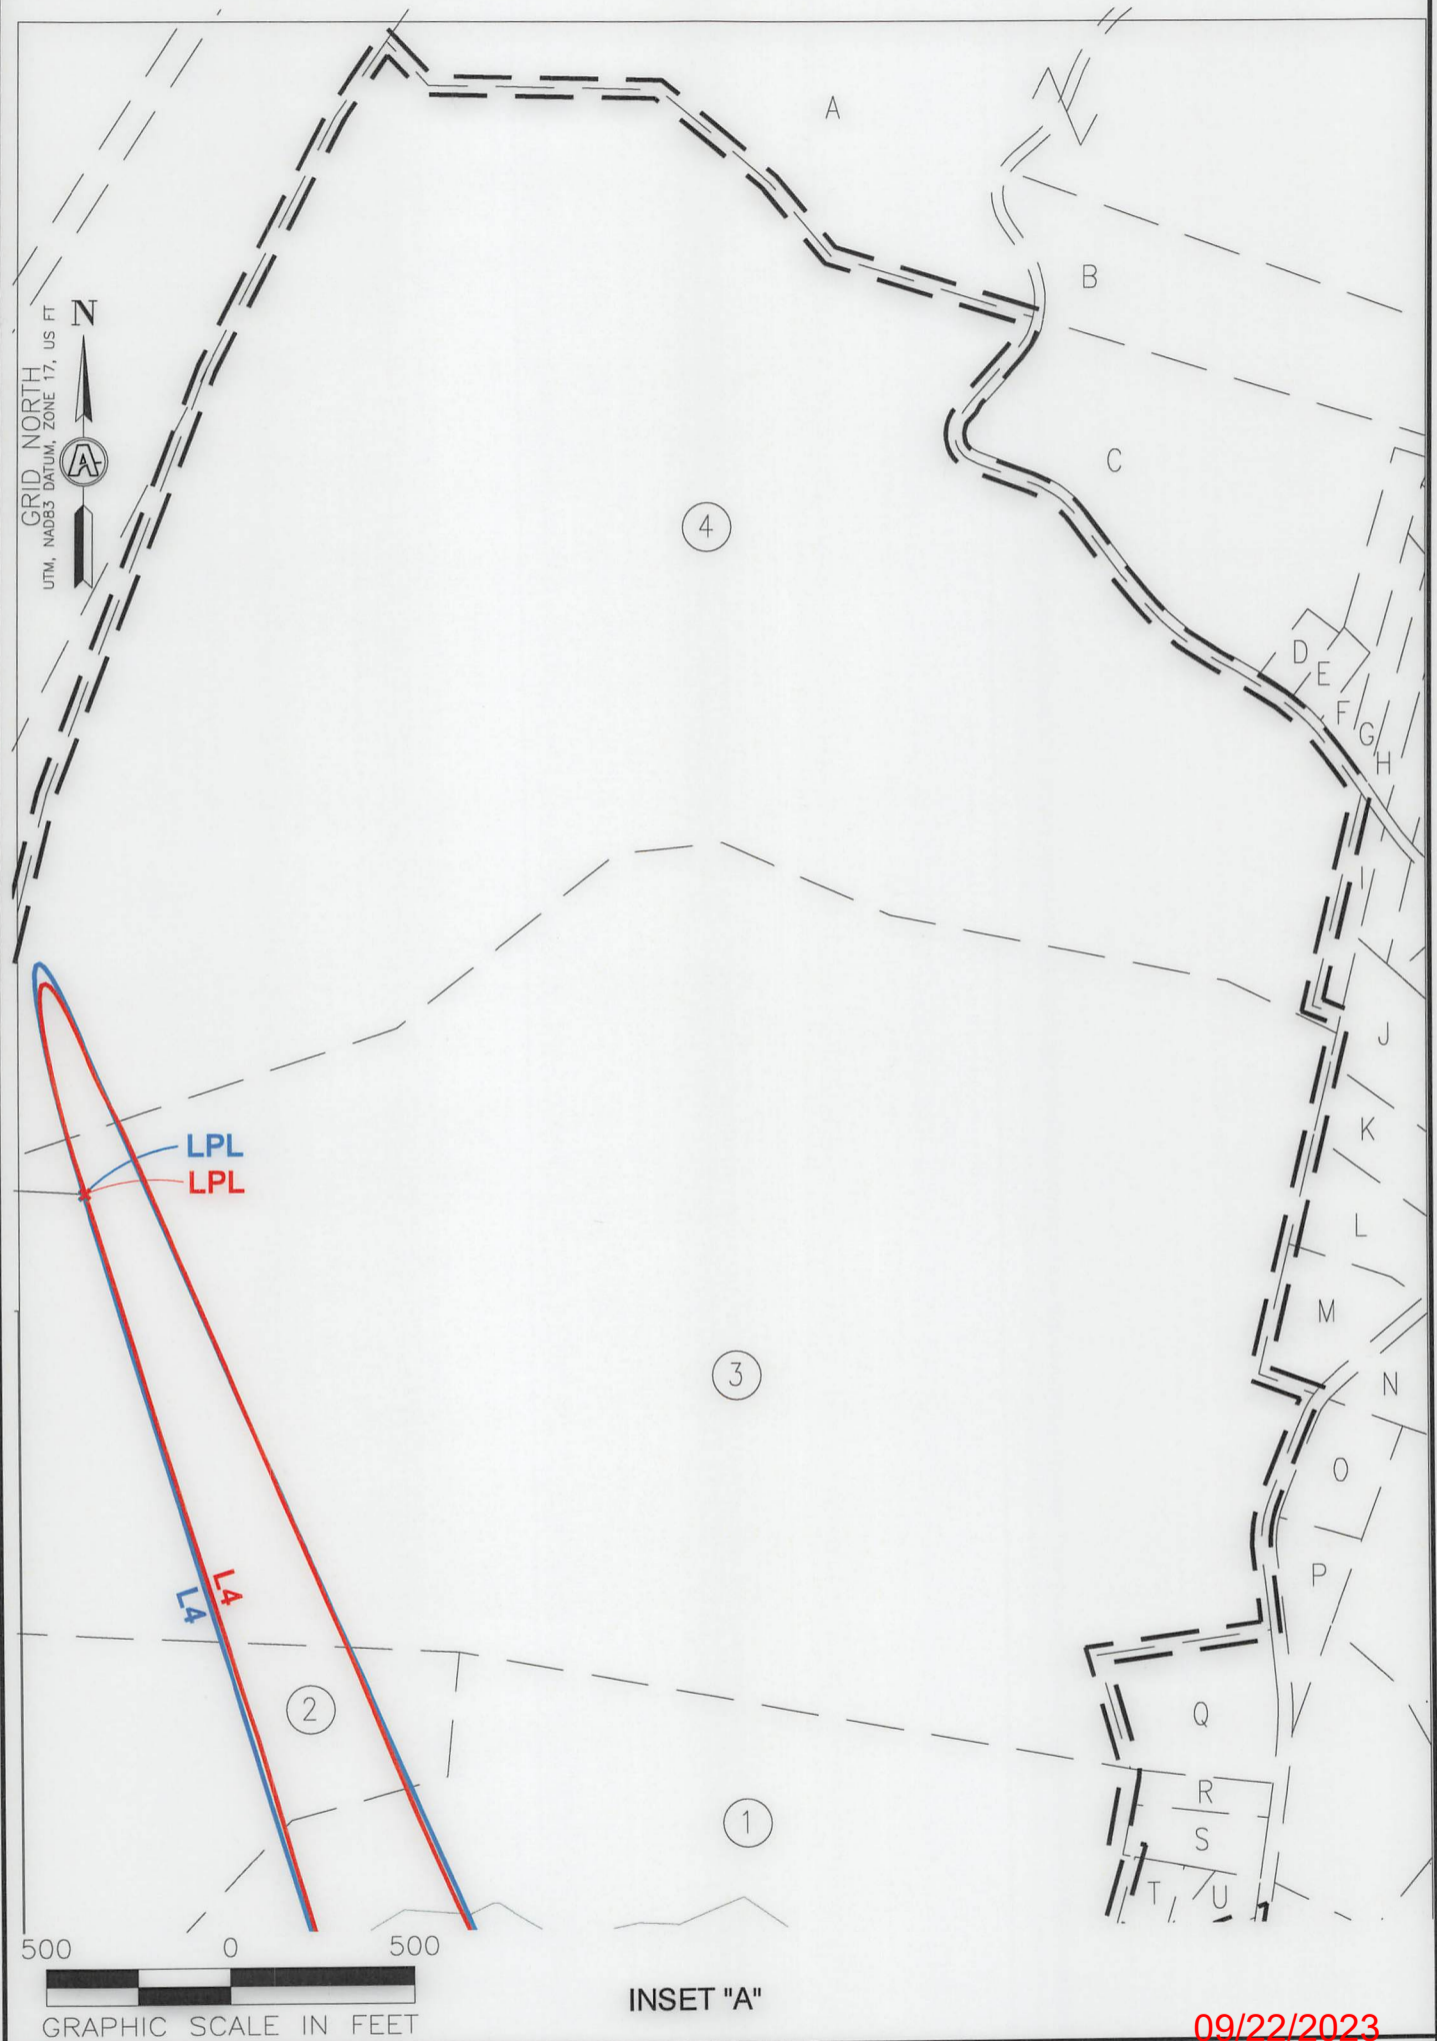 A
B
N
GRID NORTH
UTM, NAD83 DATUM, ZONE 17, US FT
A
C
4
D
E
F
G
H
I
J
K
LPL
LPL
L
M
3
N
O
L4
L4
P
2
Q
1
R
S
T
U
500 0 500
GRAPHIC SCALE IN FEET
INSET "A"
09/22/2023